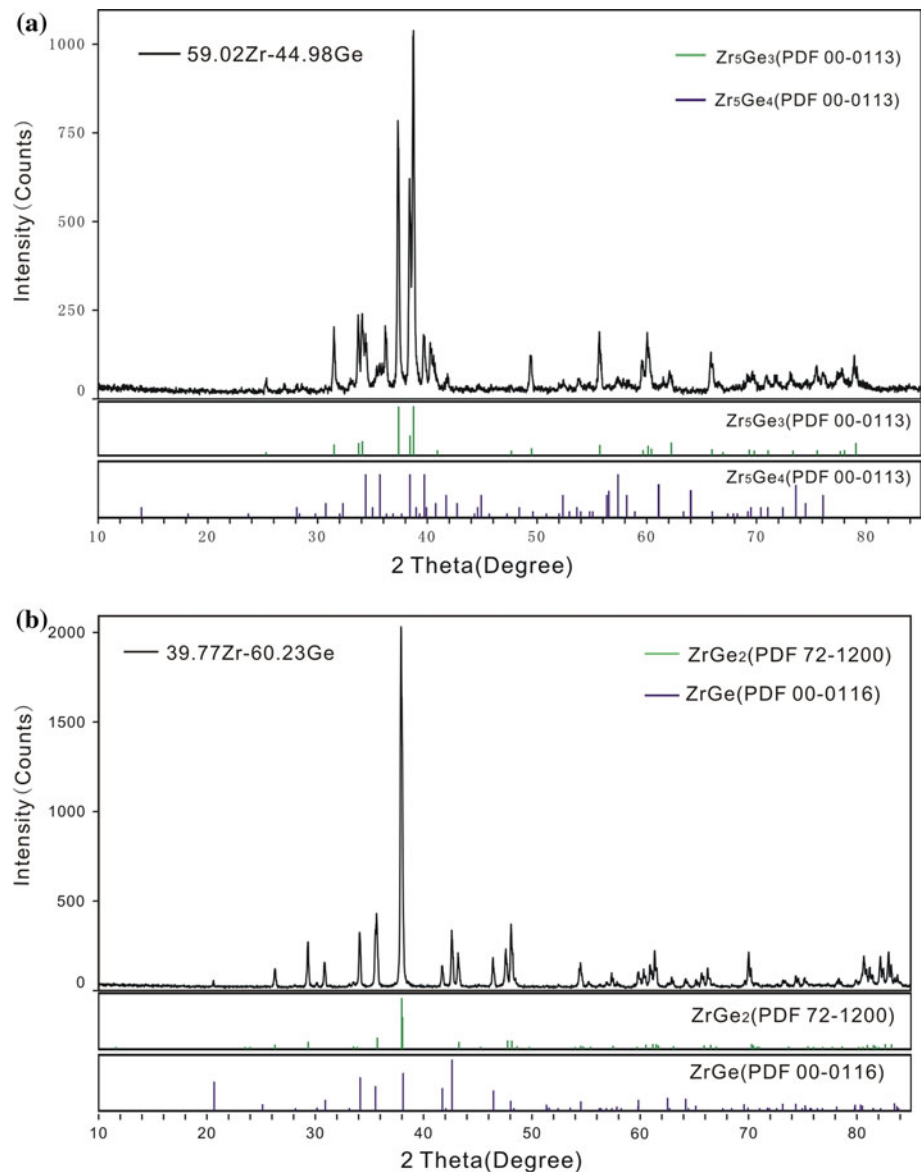 (a)
1000
59.02Zr-44.98Ge
Zr5Ge3(PDF 00-0113)
Zr5Ge4(PDF 00-0113)
750
500
250
0
Intensity (Counts)
Zr5Ge3(PDF 00-0113)
Zr5Ge4(PDF 00-0113)
10 20 30 40 50 60 70 80
2 Theta(Degree)
(b)
2000
39.77Zr-60.23Ge
ZrGe2(PDF 72-1200)
ZrGe(PDF 00-0116)
1500
1000
500
0
Intensity (Counts)
ZrGe2(PDF 72-1200)
ZrGe(PDF 00-0116)
10 20 30 40 50 60 70 80
2 Theta(Degree)